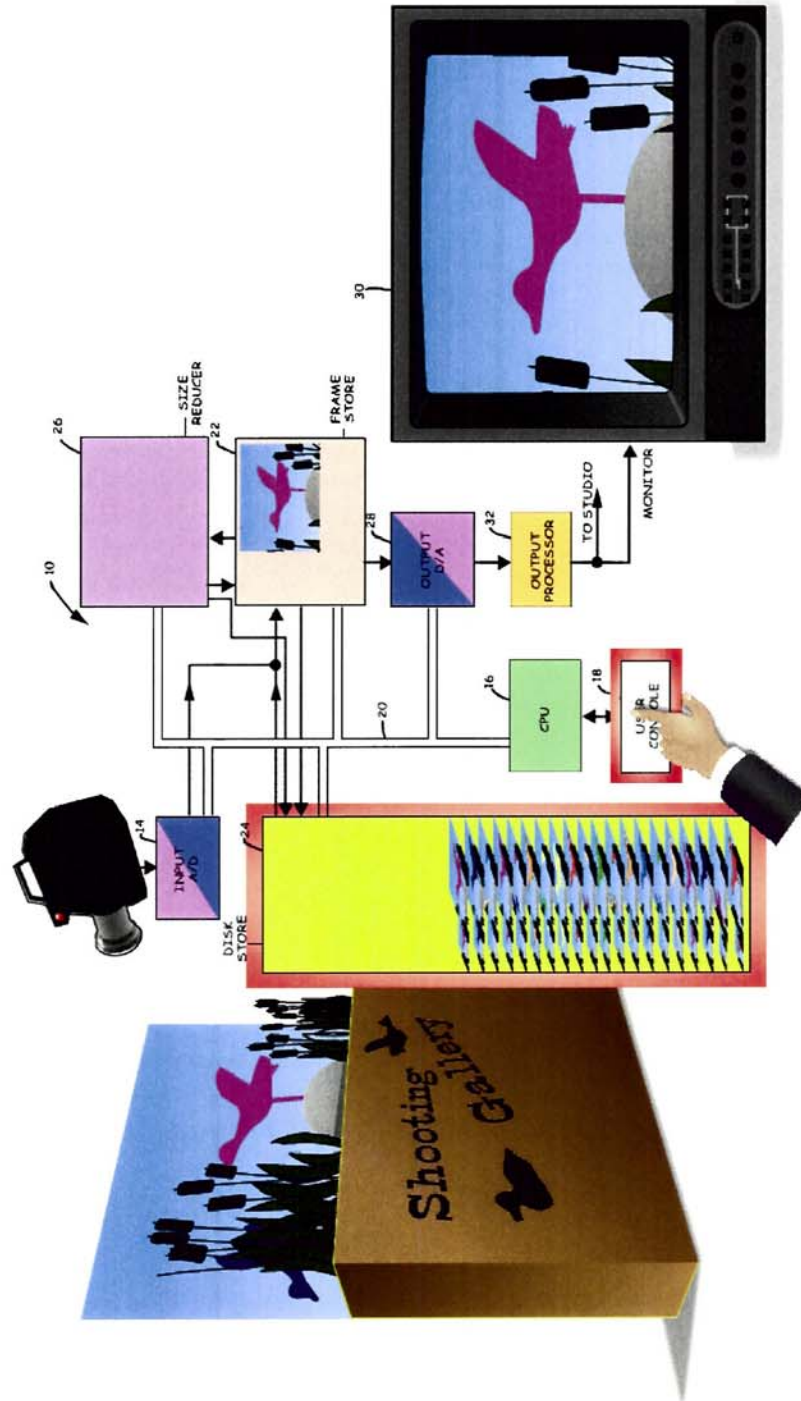 10
26
SIZE
REDUCER
22
FRAME
STORE
14
INPUT
A/D
20
28
OUTPUT
D/A
32
OUTPUT
PROCESSOR
TO STUDIO
MONITOR
30
16
CPU
18
USER
CONSOLE
DISK
STORE
24
Shooting
Gallery